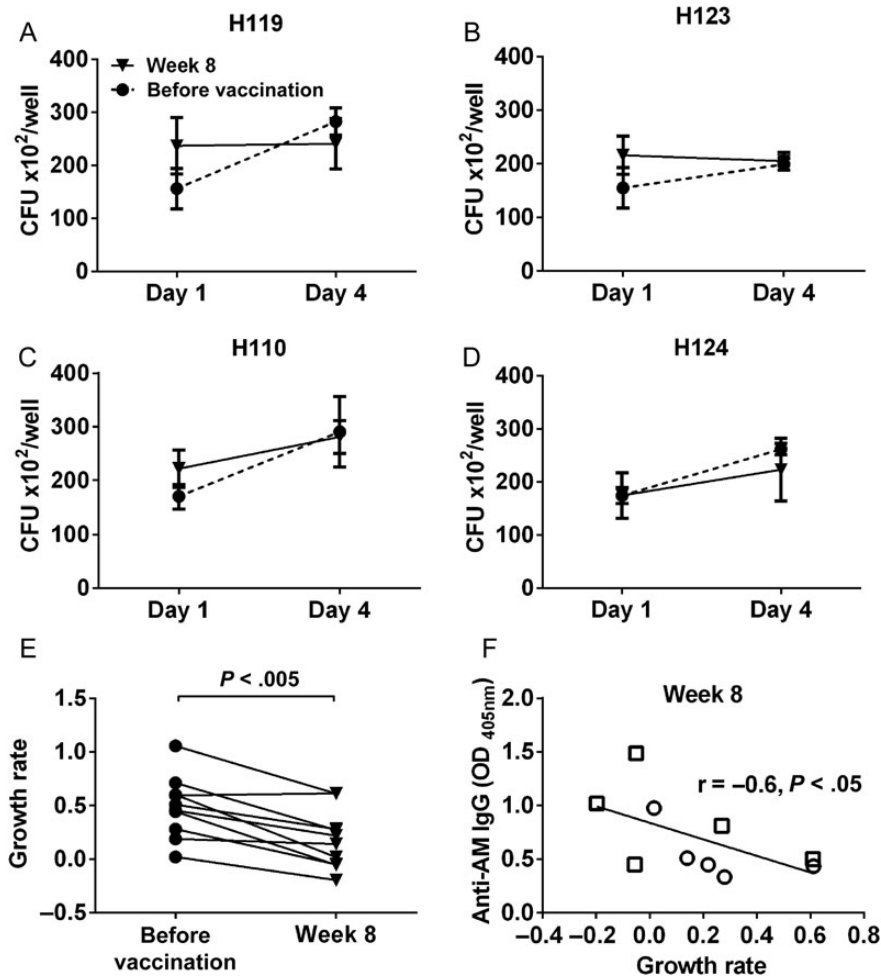 A
H119
400
300
200
100
0
CFU x10²/well
Week 8
Before vaccination
Day 1 Day 4
B
H123
400
300
200
100
0
CFU x10²/well
Day 1 Day 4
C
H110
400
300
200
100
0
CFU x10²/well
Day 1 Day 4
D
H124
400
300
200
100
0
CFU x10²/well
Day 1 Day 4
E
P < .005
1.5
1.0
0.5
0.0
–0.5
Growth rate
Before
vaccination
Week 8
F
Week 8
2.0
1.5
1.0
0.5
0.0
Anti-AM IgG (OD 405nm)
r = –0.6, P < .05
–0.4 –0.2 0.0 0.2 0.4 0.6 0.8
Growth rate